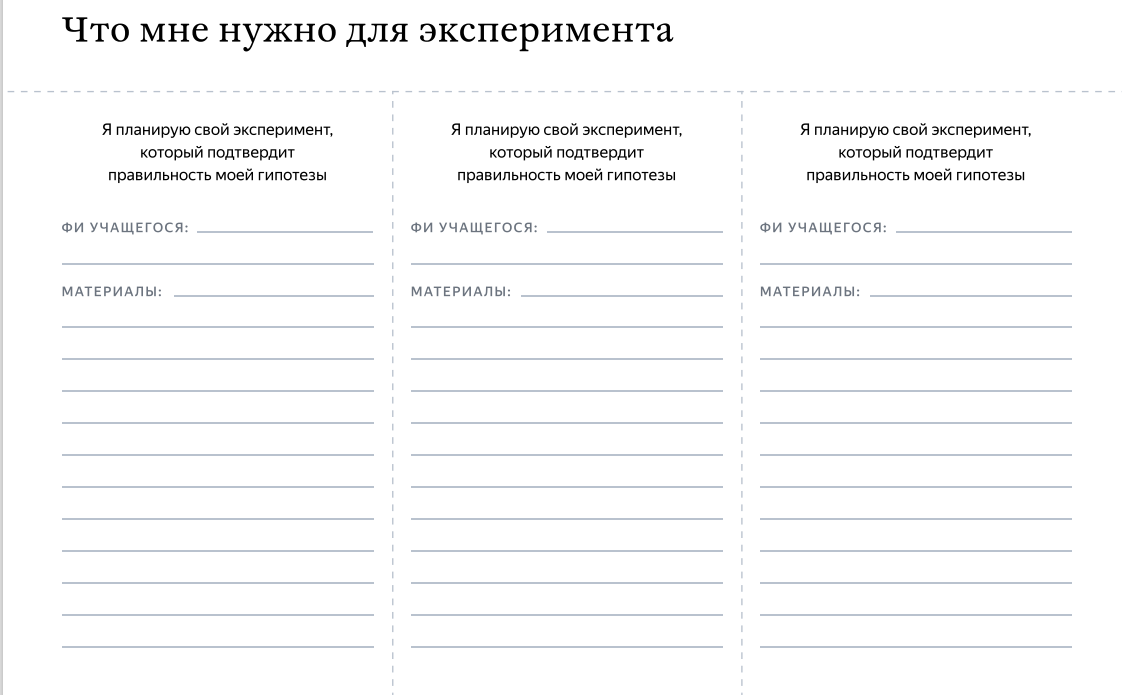 Что мне нужно для эксперимента
Я планирую свой эксперимент,
который подтвердит
правильность моей гипотезы
ФИ УЧАЩЕГОСЯ:
МАТЕРИАЛЫ:
Я планирую свой эксперимент,
который подтвердит
правильность моей гипотезы
ФИ УЧАЩЕГОСЯ:
МАТЕРИАЛЫ:
Я планирую свой эксперимент,
который подтвердит
правильность моей гипотезы
ФИ УЧАЩЕГОСЯ:
МАТЕРИАЛЫ: